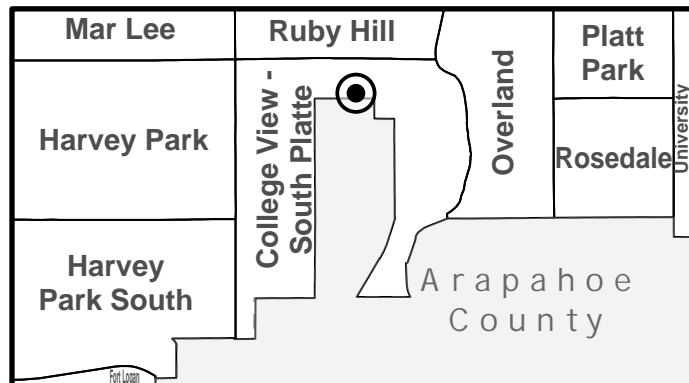 Mar Lee
Ruby Hill
Platt
Park
Harvey Park
College View -
South Platte
Overland
Rosedale
University
Harvey
Park South
Arapahoe
County
Fort Logan